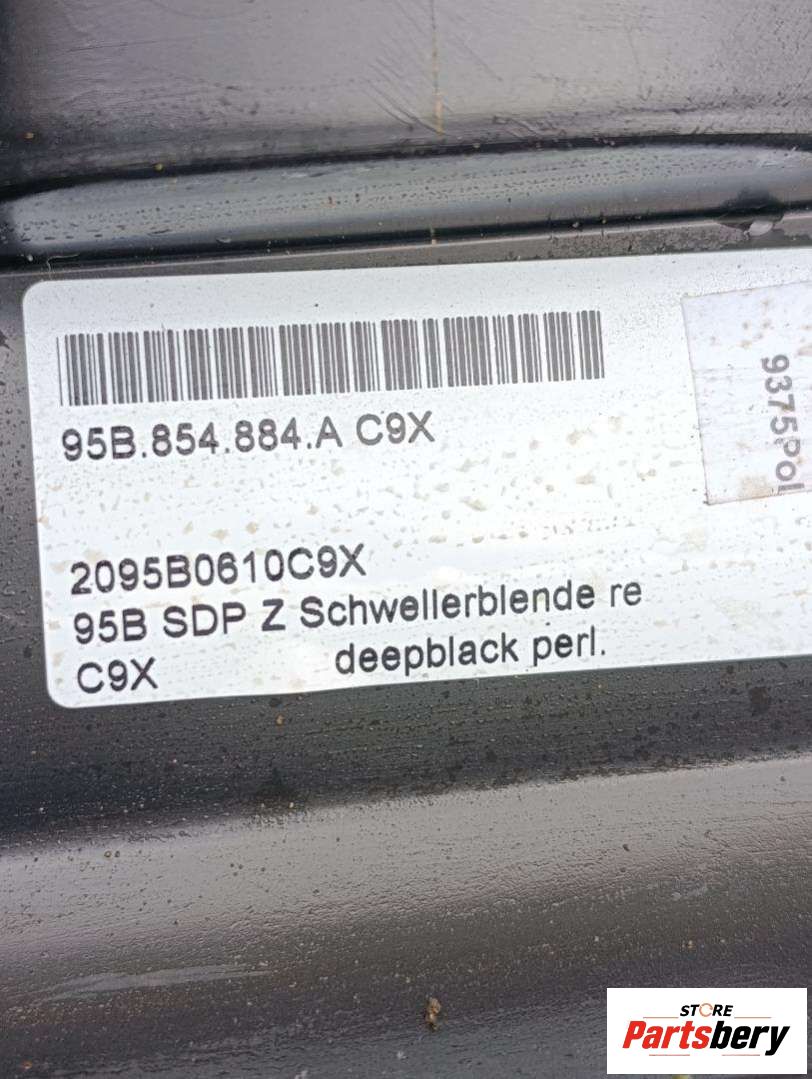 95B.854.884.A C9X
9375Pol
2095B0610C9X
95B SDP Z Schwellerblende re
C9X deepblack perl.
STORE
Partsbery